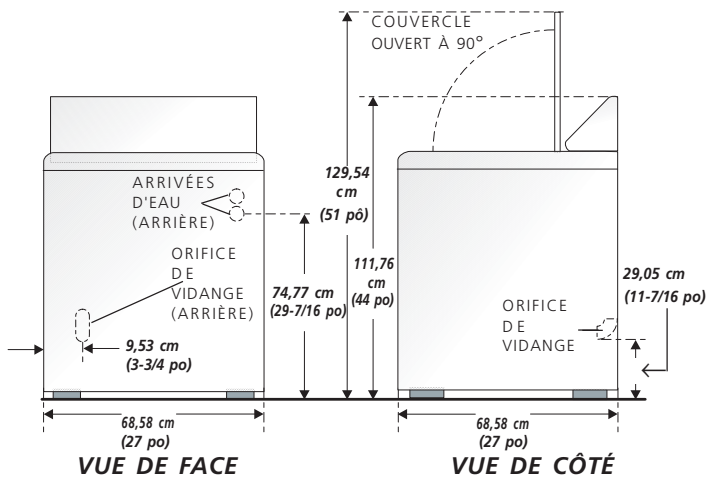 COUVERCLE
OUVERT À 90°
ARRIVÉES
D'EAU
(ARRIÈRE)
ORIFICE
DE
VIDANGE
(ARRIÈRE)
9,53 cm
(3-3/4 po)
74,77 cm
(29-7/16 po)
129,54
cm
(51 pô)
111,76
cm
(44 po)
29,05 cm
(11-7/16 po)
ORIFICE
DE
VIDANGE
68,58 cm
(27 po)
VUE DE FACE
68,58 cm
(27 po)
VUE DE CÔTÉ